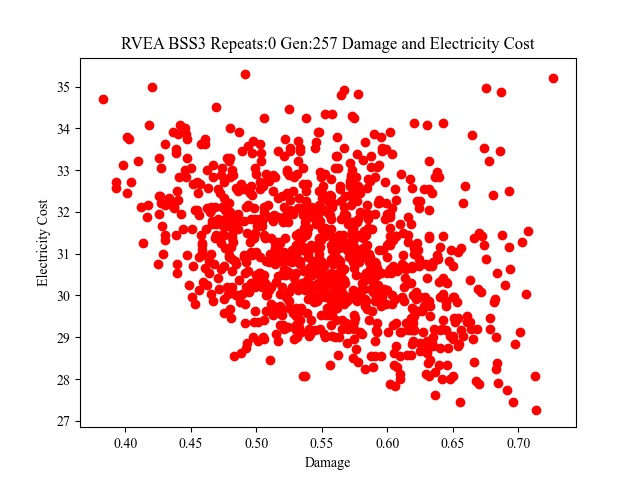 RVEA BSS3 Repeats:0 Gen:257 Damage and Electricity Cost
35
34
33
32
31
30
29
28
27
Electricity Cost
0.40 0.45 0.50 0.55 0.60 0.65 0.70
Damage